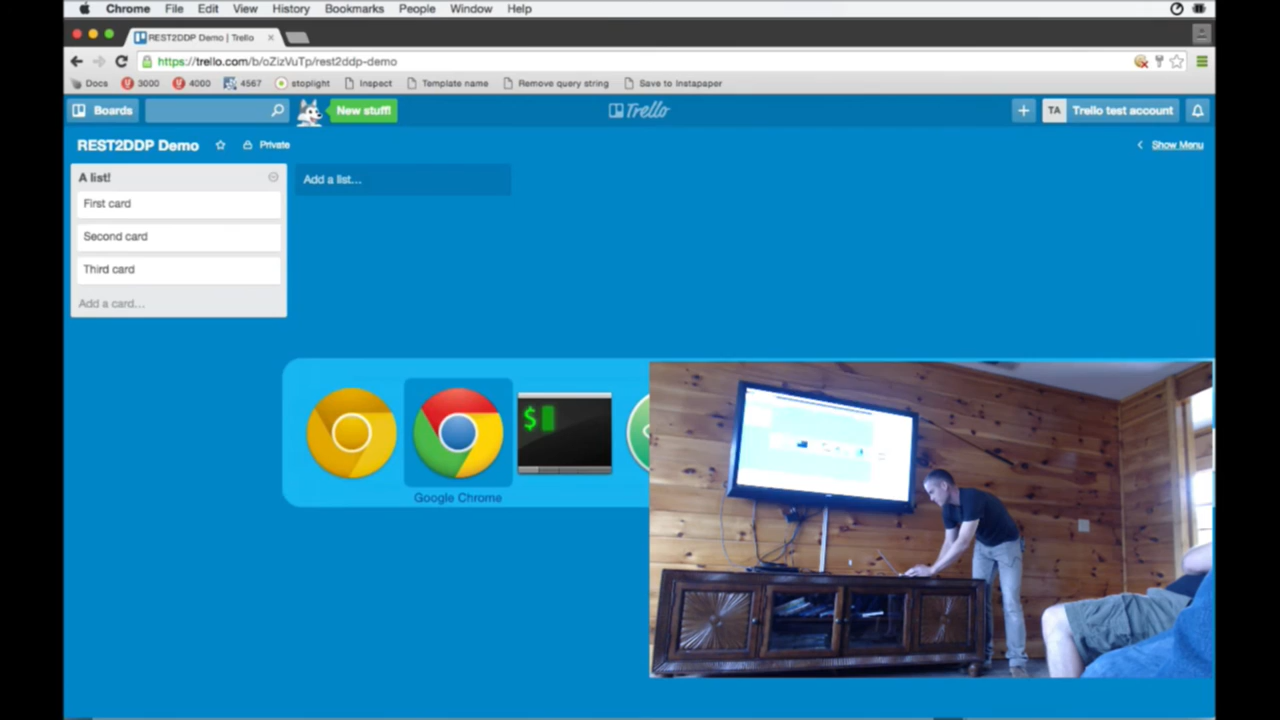 Chrome File Edit View History Bookmarks People Window Help
REST2DDP Demo | Trello
https://trello.com/b/oZizVuTp/rest2ddp-demo
Docs 3000 4000 4567 stoplight Inspect Template name Remove query string Save to Instapaper
Boards New stuff! Trello + TA Trello test account
REST2DDP Demo Private Show Menu
A list! Add a list...
First card
Second card
Third card
Add a card...
$
Google Chrome